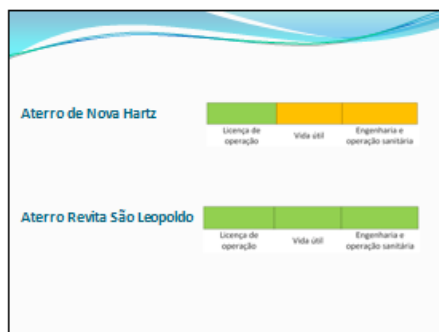 Aterro de Nova Hartz
Licença de
operação
Vida útil
Engenharia e
operação sanitária
Aterro Revita São Leopoldo
Licença de
operação
Vida útil
Engenharia e
operação sanitária